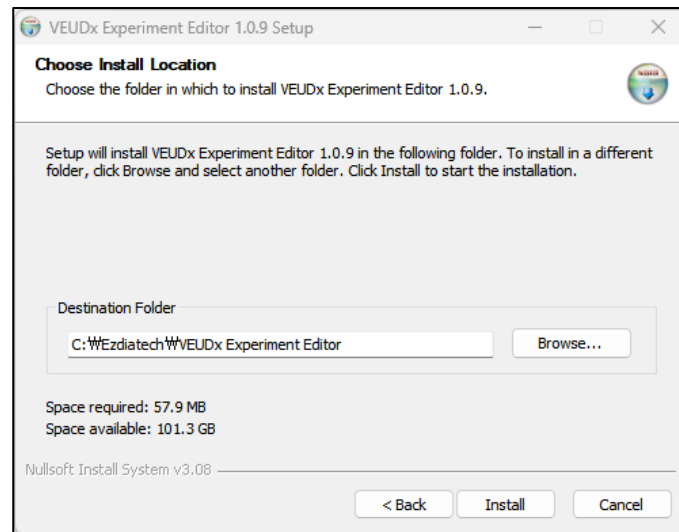 VEUDx Experiment Editor 1.0.9 Setup
Choose Install Location
Choose the folder in which to install VEUDx Experiment Editor 1.0.9.
Setup will install VEUDx Experiment Editor 1.0.9 in the following folder. To install in a different
folder, click Browse and select another folder. Click Install to start the installation.
Destination Folder
C:₩Ezdiatech₩VEUDx Experiment Editor
Browse...
Space required: 57.9 MB
Space available: 101.3 GB
Nullsoft Install System v3.08
< Back Install Cancel